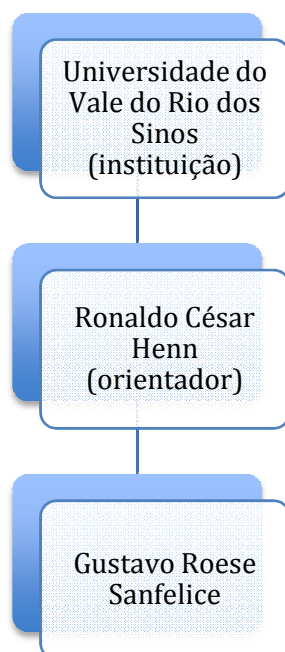 Universidade do
Vale do Rio dos
Sinos
(instituição)
Ronaldo César
Henn
(orientador)
Gustavo Roese
Sanfelice